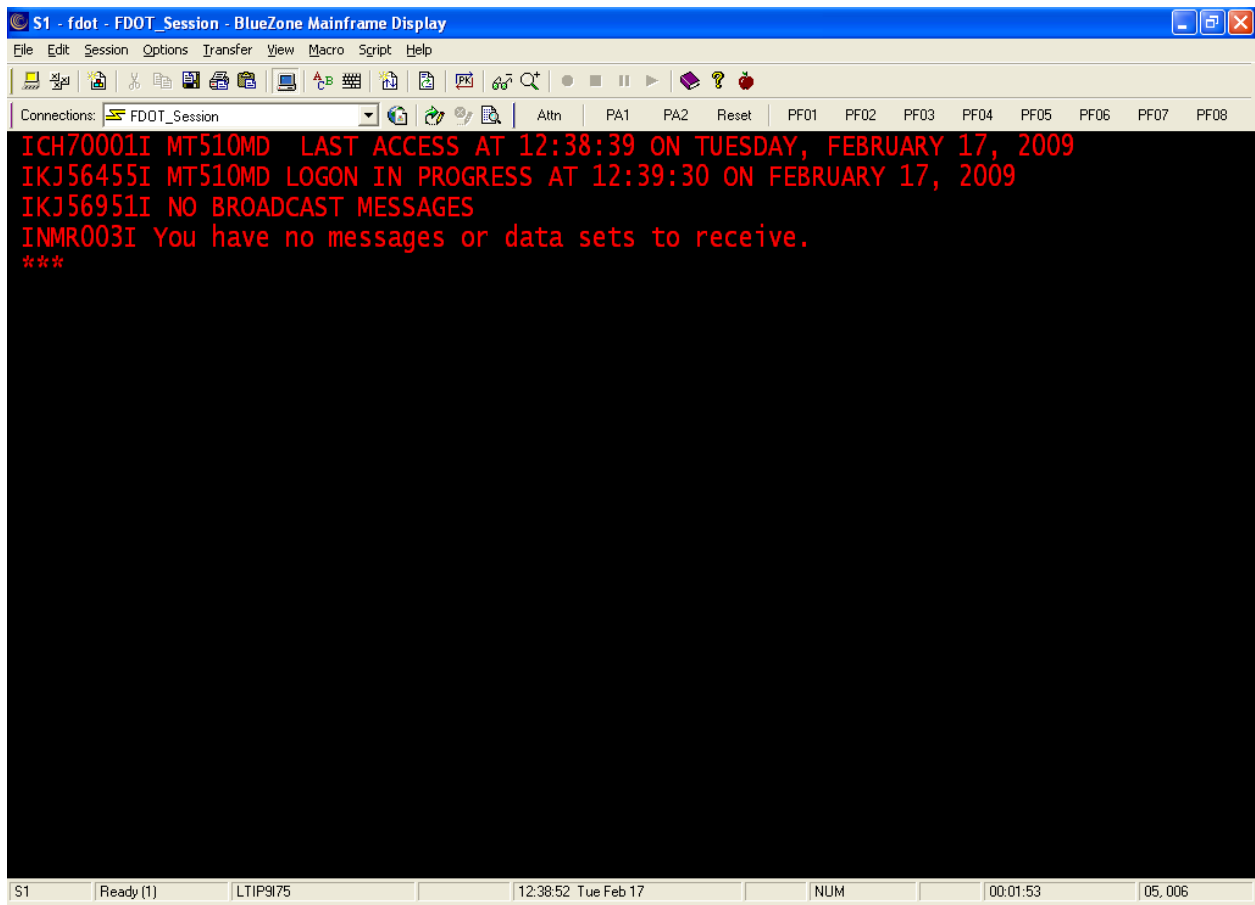 S1 - fdot - FDOT_Session - BlueZone Mainframe Display
File Edit Session Options Transfer View Macro Script Help
Connections: FDOT_Session Attn PA1 PA2 Reset PF01 PF02 PF03 PF04 PF05 PF06 PF07 PF08
ICH70001I MT510MD LAST ACCESS AT 12:38:39 ON TUESDAY, FEBRUARY 17, 2009
IKJ56455I MT510MD LOGON IN PROGRESS AT 12:39:30 ON FEBRUARY 17, 2009
IKJ56951I NO BROADCAST MESSAGES
INMR003I You have no messages or data sets to receive.
***
S1 Ready (1) LTIP9I75 12:38:52 Tue Feb 17 NUM 00:01:53 05, 006